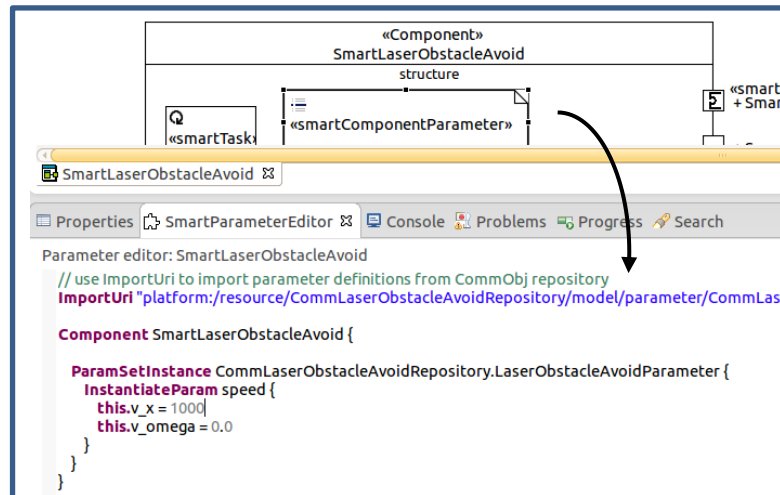 «Component»
SmartLaserObstacleAvoid
structure
«smartTask»
«smartComponentParameter»
«smart
+ Smar
SmartLaserObstacleAvoid
Properties SmartParameterEditor Console Problems Progress Search
Parameter editor: SmartLaserObstacleAvoid
// use ImportUri to import parameter definitions from CommObj repository
ImportUri "platform:/resource/CommLaserObstacleAvoidRepository/model/parameter/CommLas
Component SmartLaserObstacleAvoid {
ParamSetInstance CommLaserObstacleAvoidRepository.LaserObstacleAvoidParameter {
InstantiateParam speed {
this.v_x = 1000
this.v_omega = 0.0
}
}
}